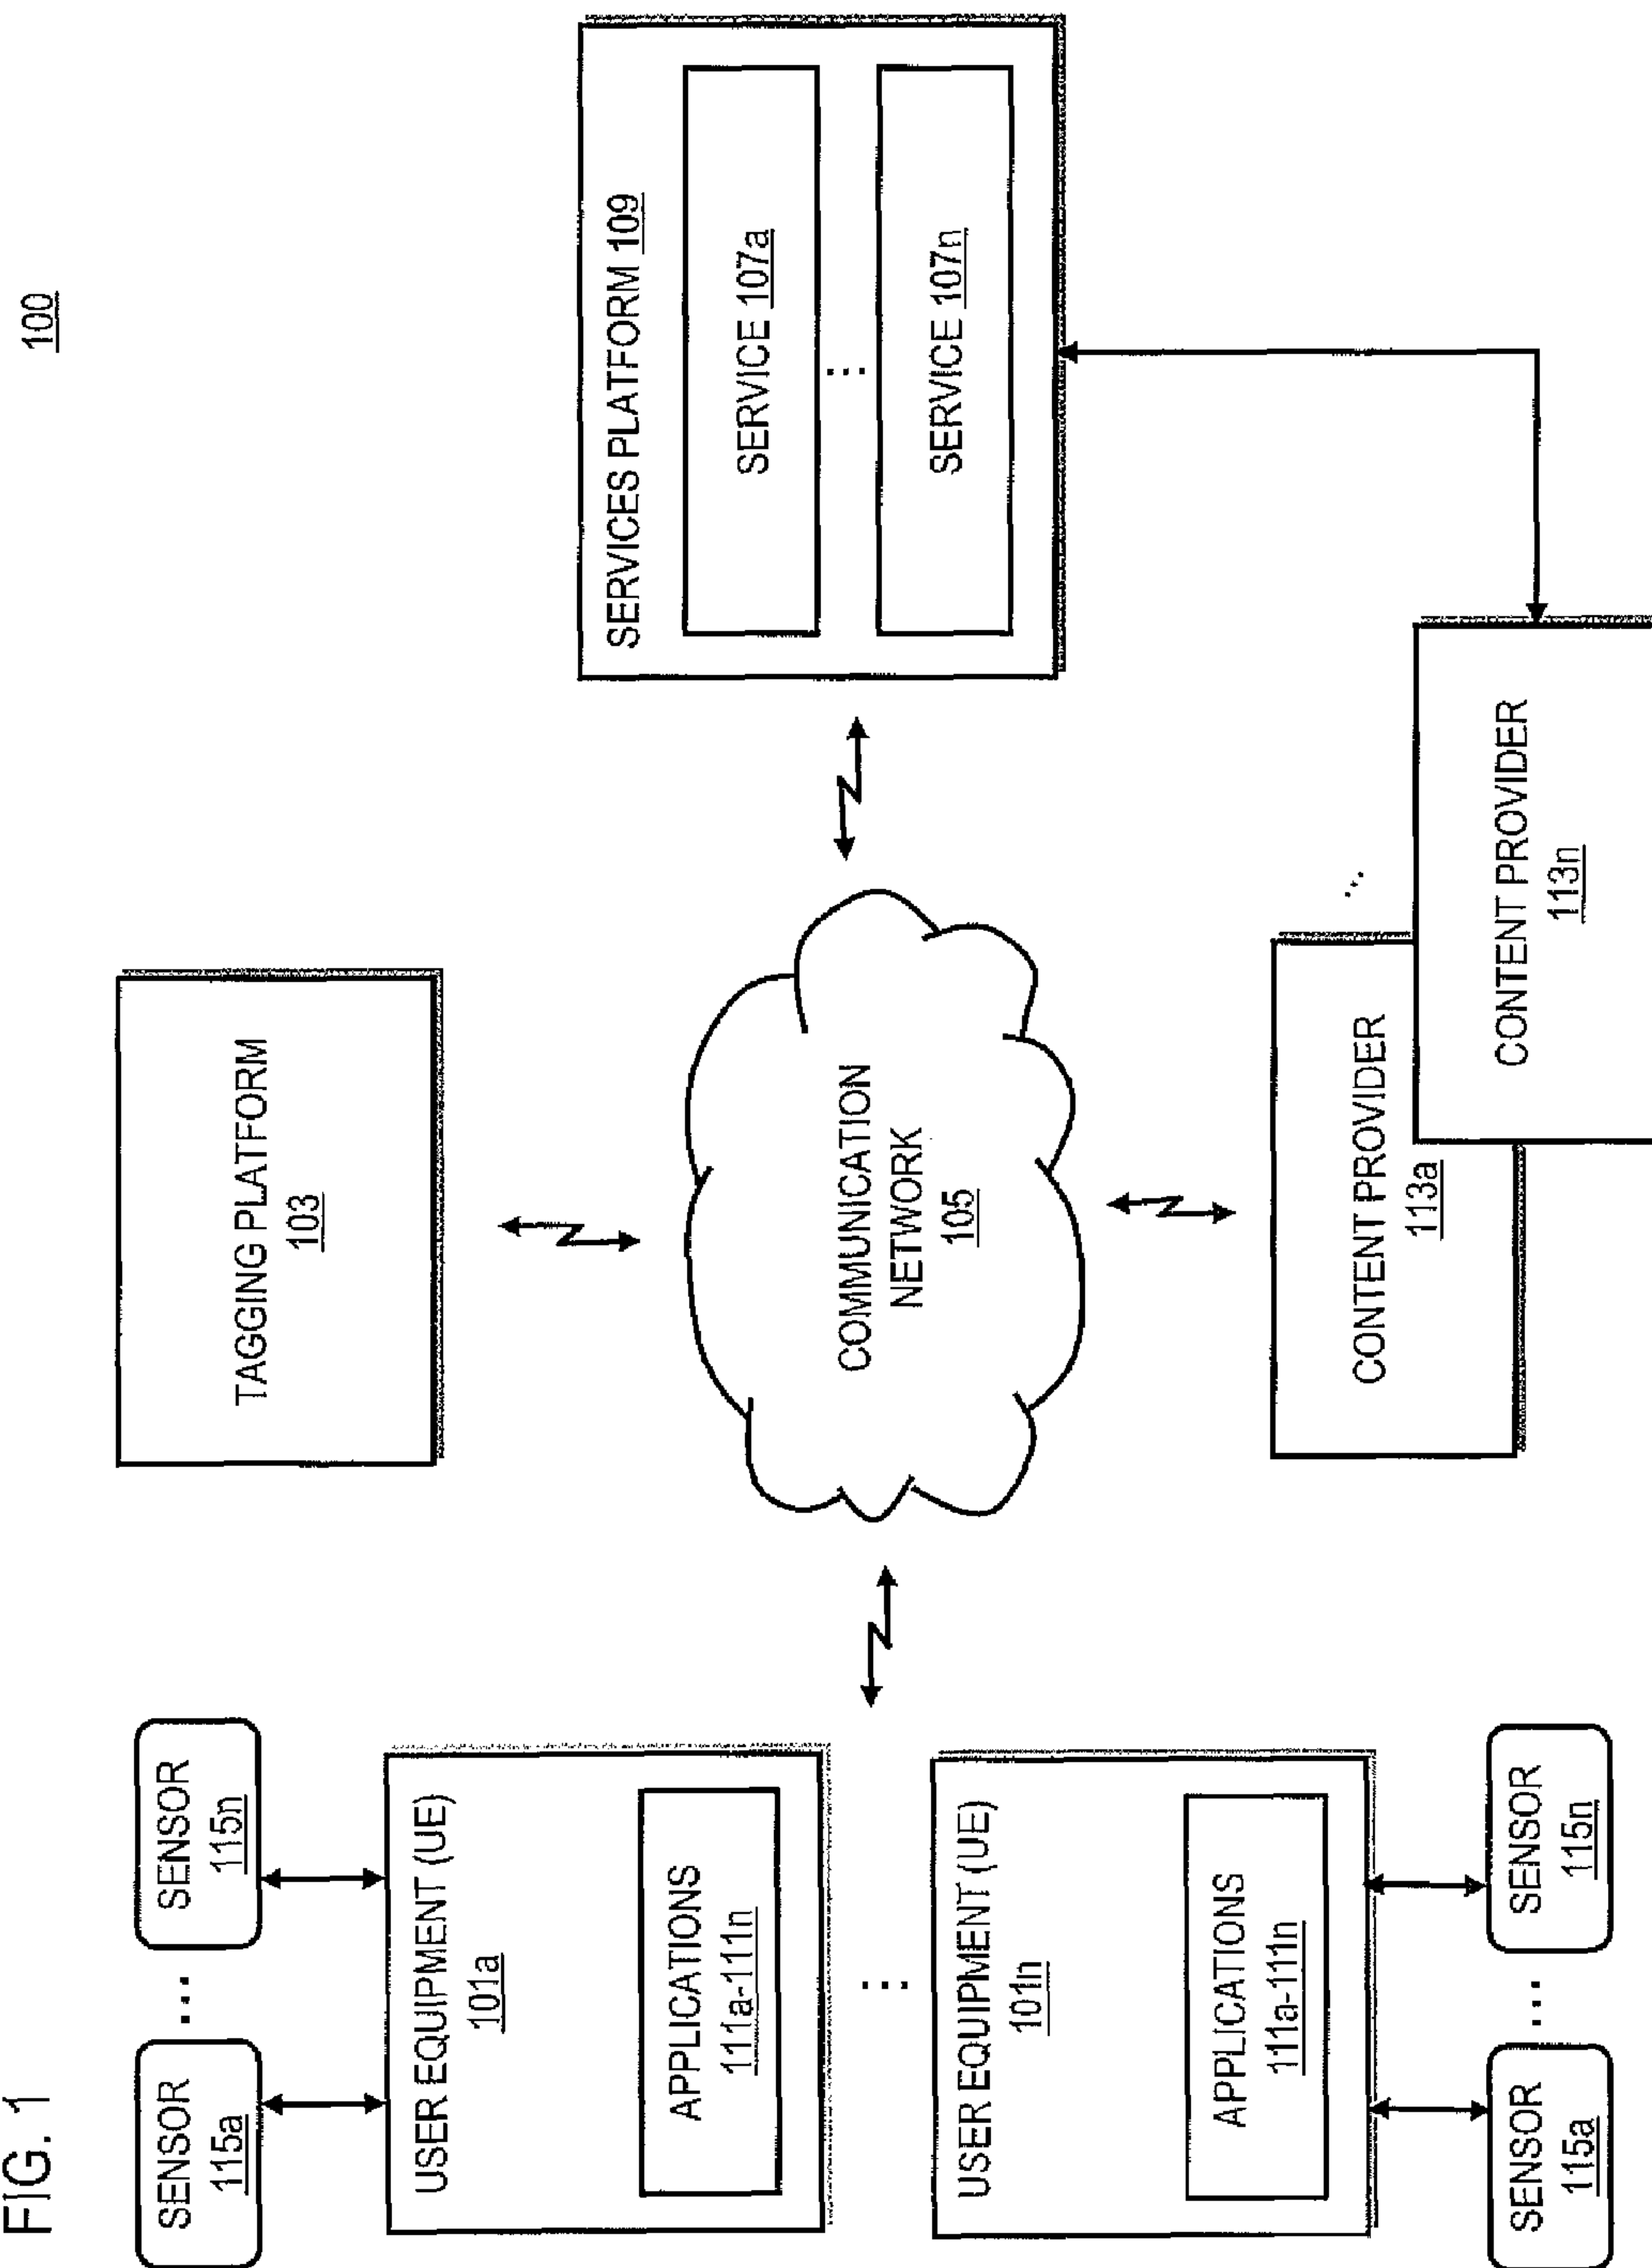 FIG. 1
100
SENSOR
115a
...
SENSOR
115n
USER EQUIPMENT (UE)
101a
APPLICATIONS
111a-111n
...
USER EQUIPMENT (UE)
101n
APPLICATIONS
111a-111n
SENSOR
115a
...
SENSOR
115n
TAGGING PLATFORM
103
COMMUNICATION
NETWORK
105
CONTENT PROVIDER
113a
...
CONTENT PROVIDER
113n
SERVICES PLATFORM 109
SERVICE 107a
...
SERVICE 107n